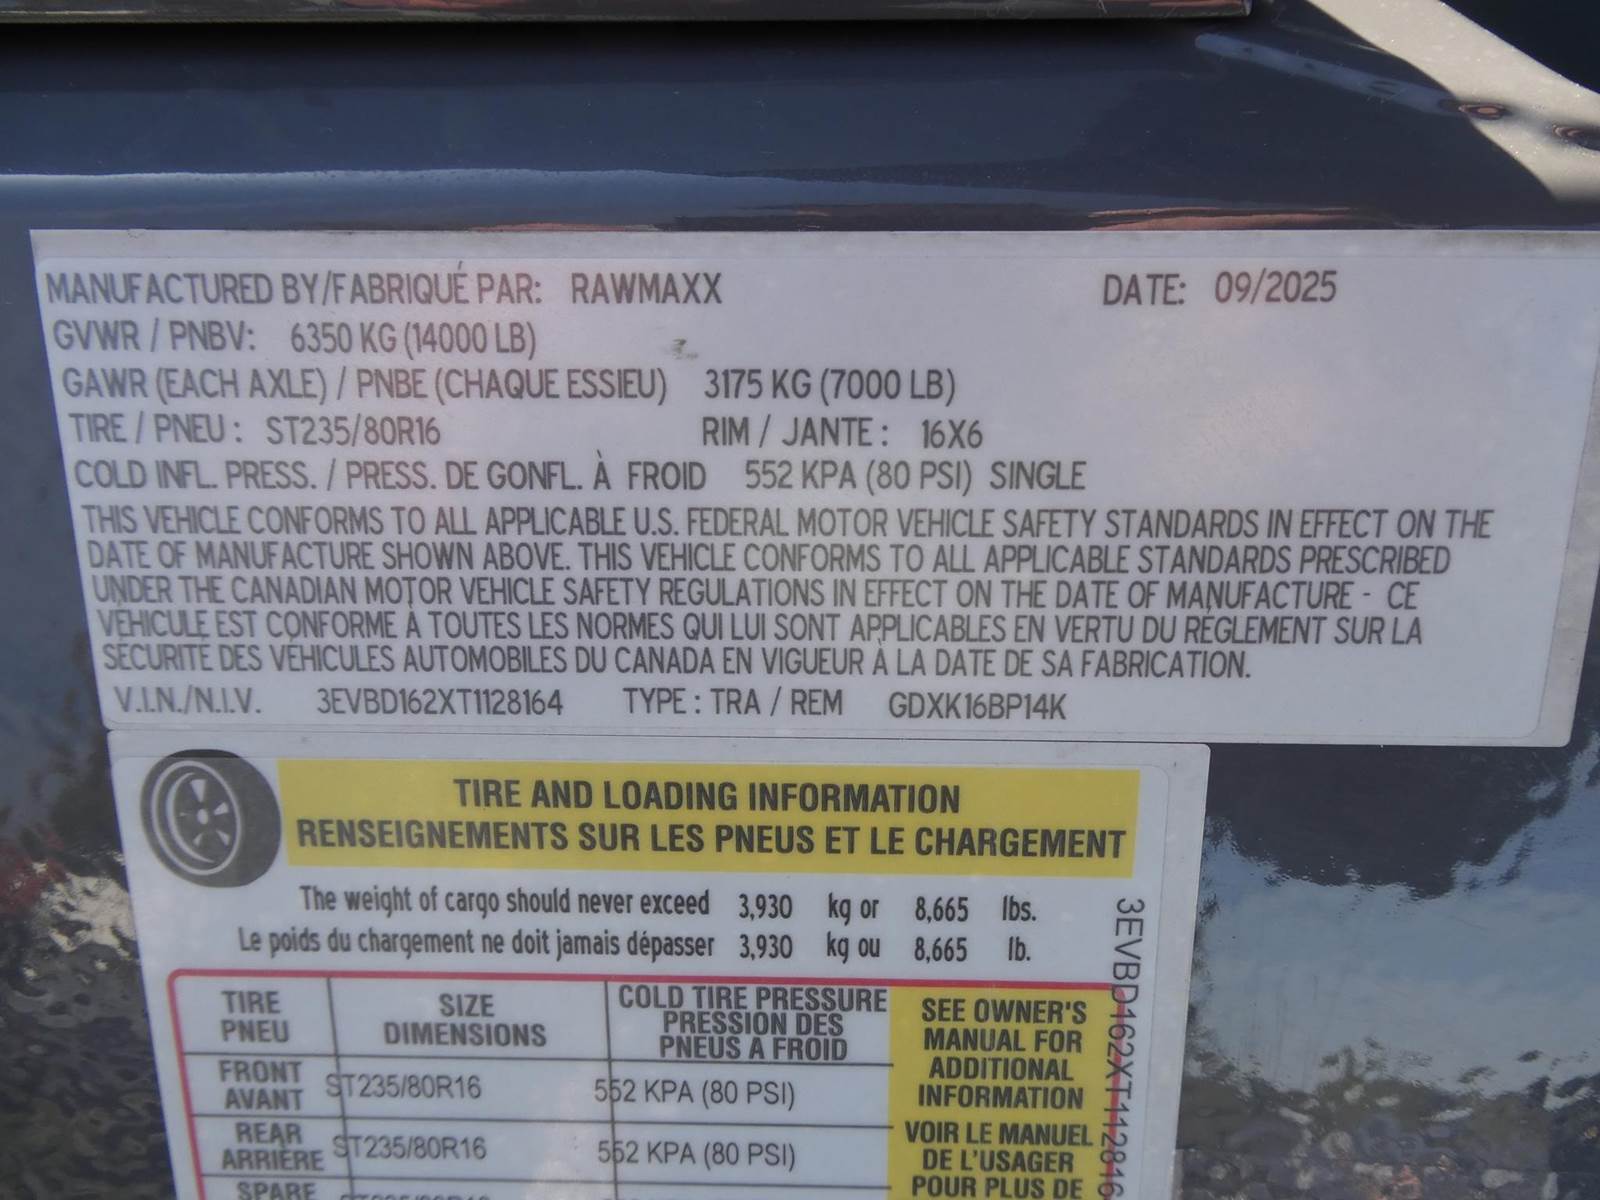 MANUFACTURED BY/FABRIQUÉ PAR: RAWMAXX DATE: 09/2025
GVWR / PNBV: 6350 KG (14000 LB)
GAWR (EACH AXLE) / PNBE (CHAQUE ESSIEU) 3175 KG (7000 LB)
TIRE / PNEU : ST235/80R16 RIM / JANTE : 16X6
COLD INFL. PRESS. / PRESS. DE GONFL. À FROID 552 KPA (80 PSI) SINGLE
THIS VEHICLE CONFORMS TO ALL APPLICABLE U.S. FEDERAL MOTOR VEHICLE SAFETY STANDARDS IN EFFECT ON THE
DATE OF MANUFACTURE SHOWN ABOVE. THIS VEHICLE CONFORMS TO ALL APPLICABLE STANDARDS PRESCRIBED
UNDER THE CANADIAN MOTOR VEHICLE SAFETY REGULATIONS IN EFFECT ON THE DATE OF MANUFACTURE - CE
VÉHICULE EST CONFORME À TOUTES LES NORMES QUI LUI SONT APPLICABLES EN VERTU DU RÉGLEMENT SUR LA
SÉCURITÉ DES VÉHICULES AUTOMOBILES DU CANADA EN VIGUEUR À LA DATE DE SA FABRICATION.
V.I.N./N.I.V. 3EVBD162XT1128164 TYPE : TRA / REM GDXK16BP14K
TIRE AND LOADING INFORMATION
RENSEIGNEMENTS SUR LES PNEUS ET LE CHARGEMENT
The weight of cargo should never exceed 3,930 kg or 8,665 lbs.
Le poids du chargement ne doit jamais dépasser 3,930 kg ou 8,665 lb.
TIRE
PNEU
SIZE
DIMENSIONS
COLD TIRE PRESSURE
PRESSION DES
PNEUS A FROID
FRONT
AVANT
ST235/80R16
552 KPA (80 PSI)
REAR
ARRIÈRE
ST235/80R16
552 KPA (80 PSI)
SPARE
SEE OWNER'S
MANUAL FOR
ADDITIONAL
INFORMATION
VOIR LE MANUEL
DE L'USAGER
POUR PLUS DE
3EVBD162XT112816